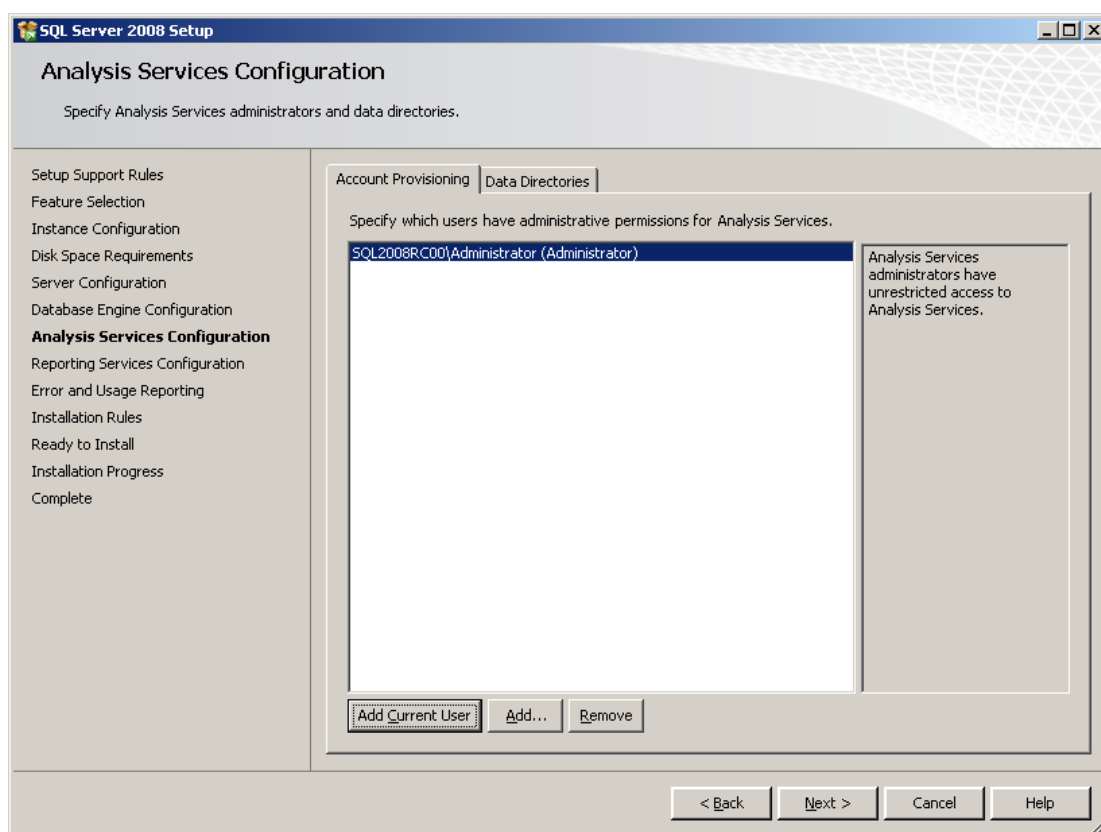 SQL Server 2008 Setup
Analysis Services Configuration
Specify Analysis Services administrators and data directories.
Setup Support Rules
Feature Selection
Instance Configuration
Disk Space Requirements
Server Configuration
Database Engine Configuration
Analysis Services Configuration
Reporting Services Configuration
Error and Usage Reporting
Installation Rules
Ready to Install
Installation Progress
Complete
Account Provisioning
Data Directories
Specify which users have administrative permissions for Analysis Services.
SQL2008RC00\Administrator (Administrator)
Analysis Services
administrators have
unrestricted access to
Analysis Services.
Add Current User
Add...
Remove
< Back
Next >
Cancel
Help